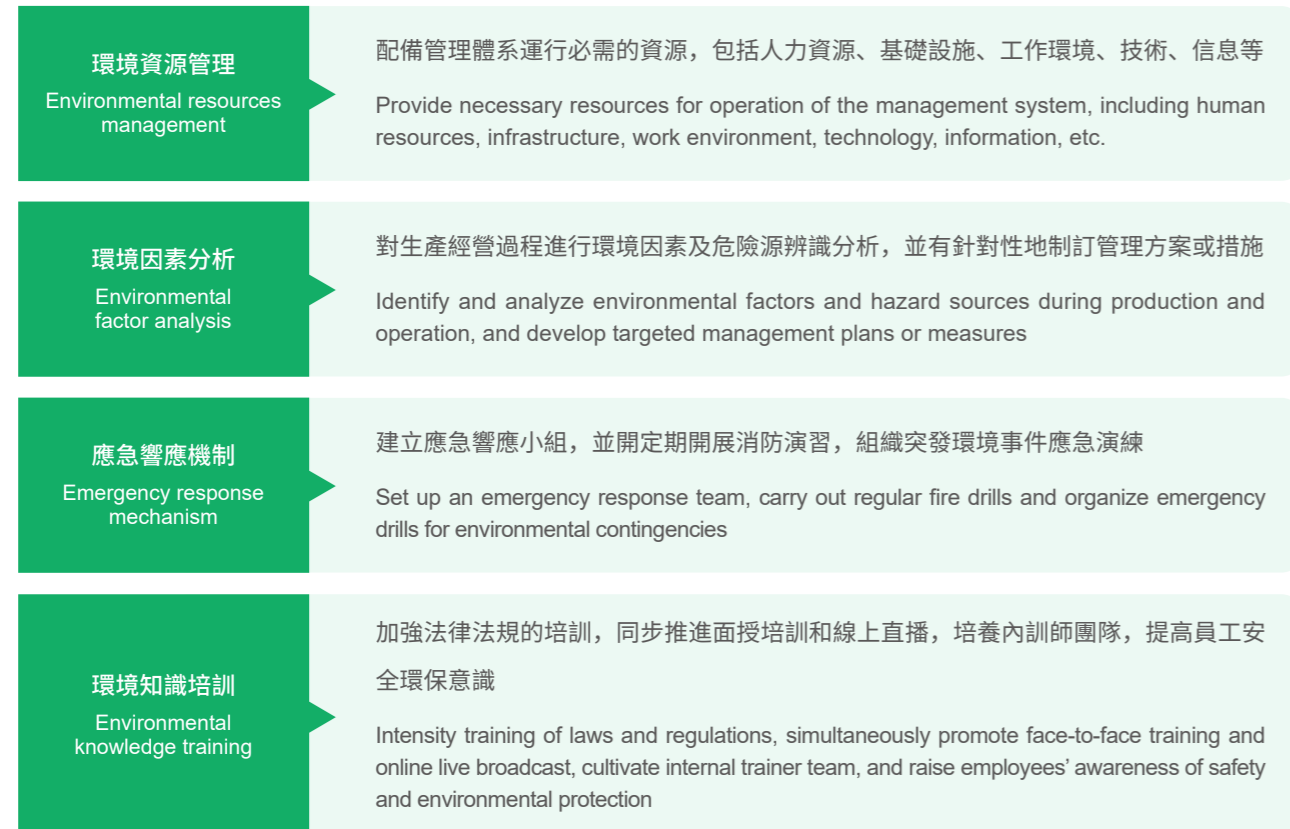 環境資源管理
Environmental resources
management
配備管理體系運行必需的資源，包括人力資源、基礎設施、工作環境、技術、信息等
Provide necessary resources for operation of the management system, including human
resources, infrastructure, work environment, technology, information, etc.
環境因素分析
Environmental
factor analysis
對生產經營過程進行環境因素及危險源辨識分析，並有針對性地制訂管理方案或措施
Identify and analyze environmental factors and hazard sources during production and
operation, and develop targeted management plans or measures
應急響應機制
Emergency response
mechanism
建立應急響應小組，並開定期開展消防演習，組織突發環境事件應急演練
Set up an emergency response team, carry out regular fire drills and organize emergency
drills for environmental contingencies
環境知識培訓
Environmental
knowledge training
加強法律法規的培訓，同步推進面授培訓和線上直播，培養內訓師團隊，提高員工安
全環保意識
Intensity training of laws and regulations, simultaneously promote face-to-face training and
online live broadcast, cultivate internal trainer team, and raise employees’ awareness of safety
and environmental protection